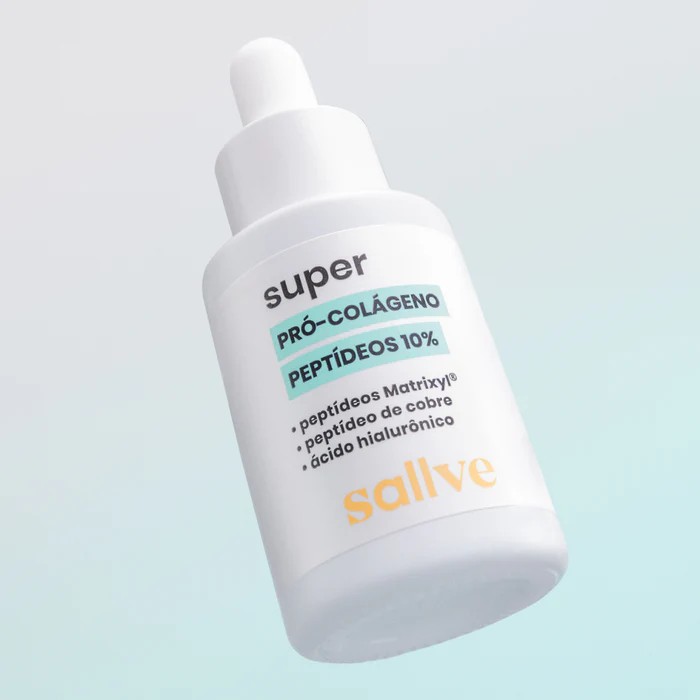 super
PRÓ-COLÁGENO
PEPTÍDEOS 10%
• peptídeos Matrixyl®
• peptídeo de cobre
• ácido hialurônico
sallve